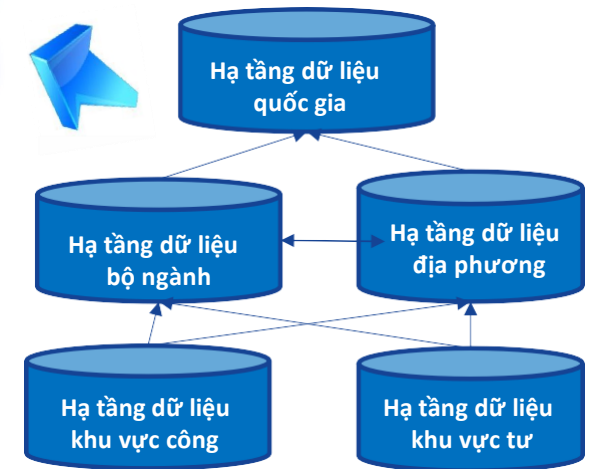 Hạ tầng dữ liệu
quốc gia
Hạ tầng dữ liệu
bộ ngành
Hạ tầng dữ liệu
địa phương
Hạ tầng dữ liệu
khu vực công
Hạ tầng dữ liệu
khu vực tư